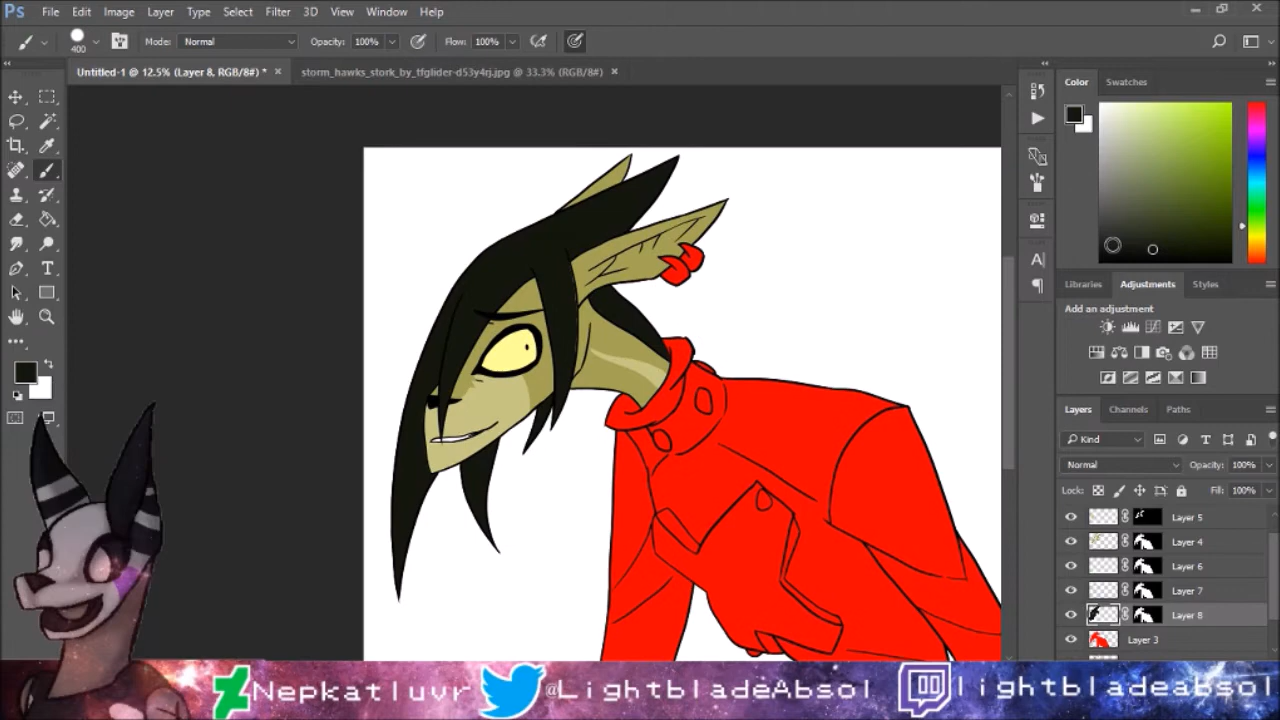 Ps File Edit Image Layer Type Select Filter 3D View Window Help
400 Mode: Normal Opacity: 100% Flow: 100%
Untitled-1 @ 12.5% (Layer 8, RGB/8#) * × storm_hawks_stork_by_tfglider-d53y4rj.jpg @ 33.3% (RGB/8#) ×
Color Swatches
Libraries Adjustments Styles
Add an adjustment
Layers Channels Paths
Kind
Normal Opacity: 100%
Lock: Fill: 100%
Layer 5
Layer 4
Layer 6
Layer 7
Layer 8
Layer 3
Nepkatluvr @LightbladeAbsol lightbladeabsol